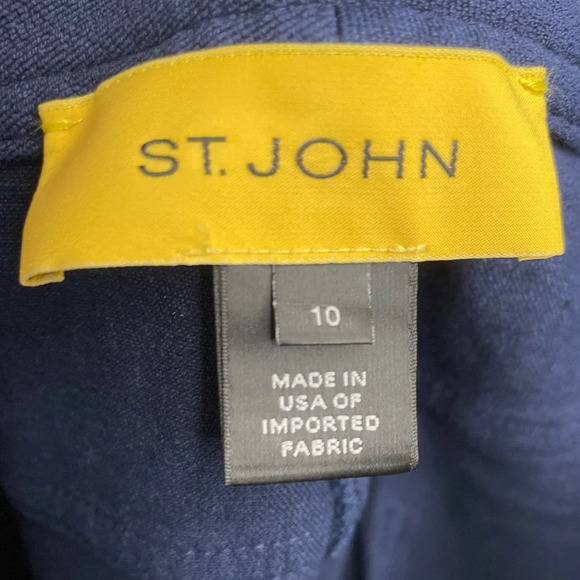 ST. JOHN
10
MADE IN
USA OF
IMPORTED
FABRIC